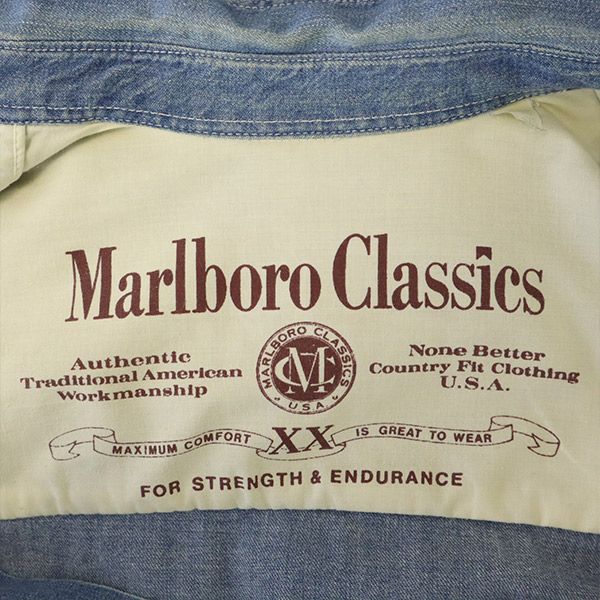 Marlboro Classics
Authentic
Traditional American
Workmanship
MARLBORO CLASSICS
MC
U.S.A.
None Better
Country Fit Clothing
U.S.A.
MAXIMUM COMFORT XX IS GREAT TO WEAR
FOR STRENGTH & ENDURANCE